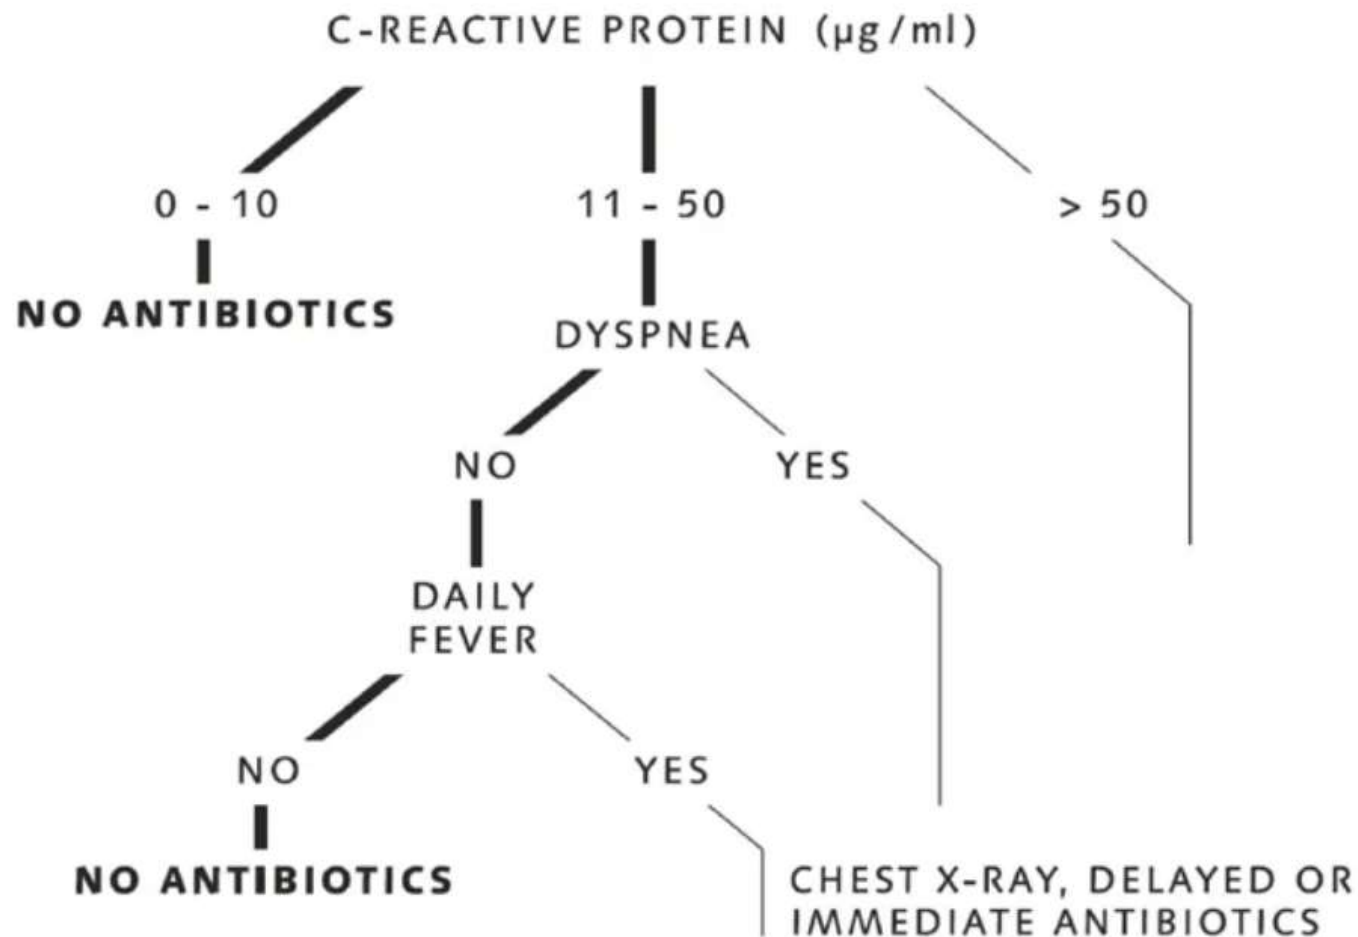 C-REACTIVE PROTEIN (µg/ml)
0 - 10
11 - 50
> 50
NO ANTIBIOTICS
DYSPNEA
NO
YES
DAILY
FEVER
NO
YES
NO ANTIBIOTICS
CHEST X-RAY, DELAYED OR
IMMEDIATE ANTIBIOTICS